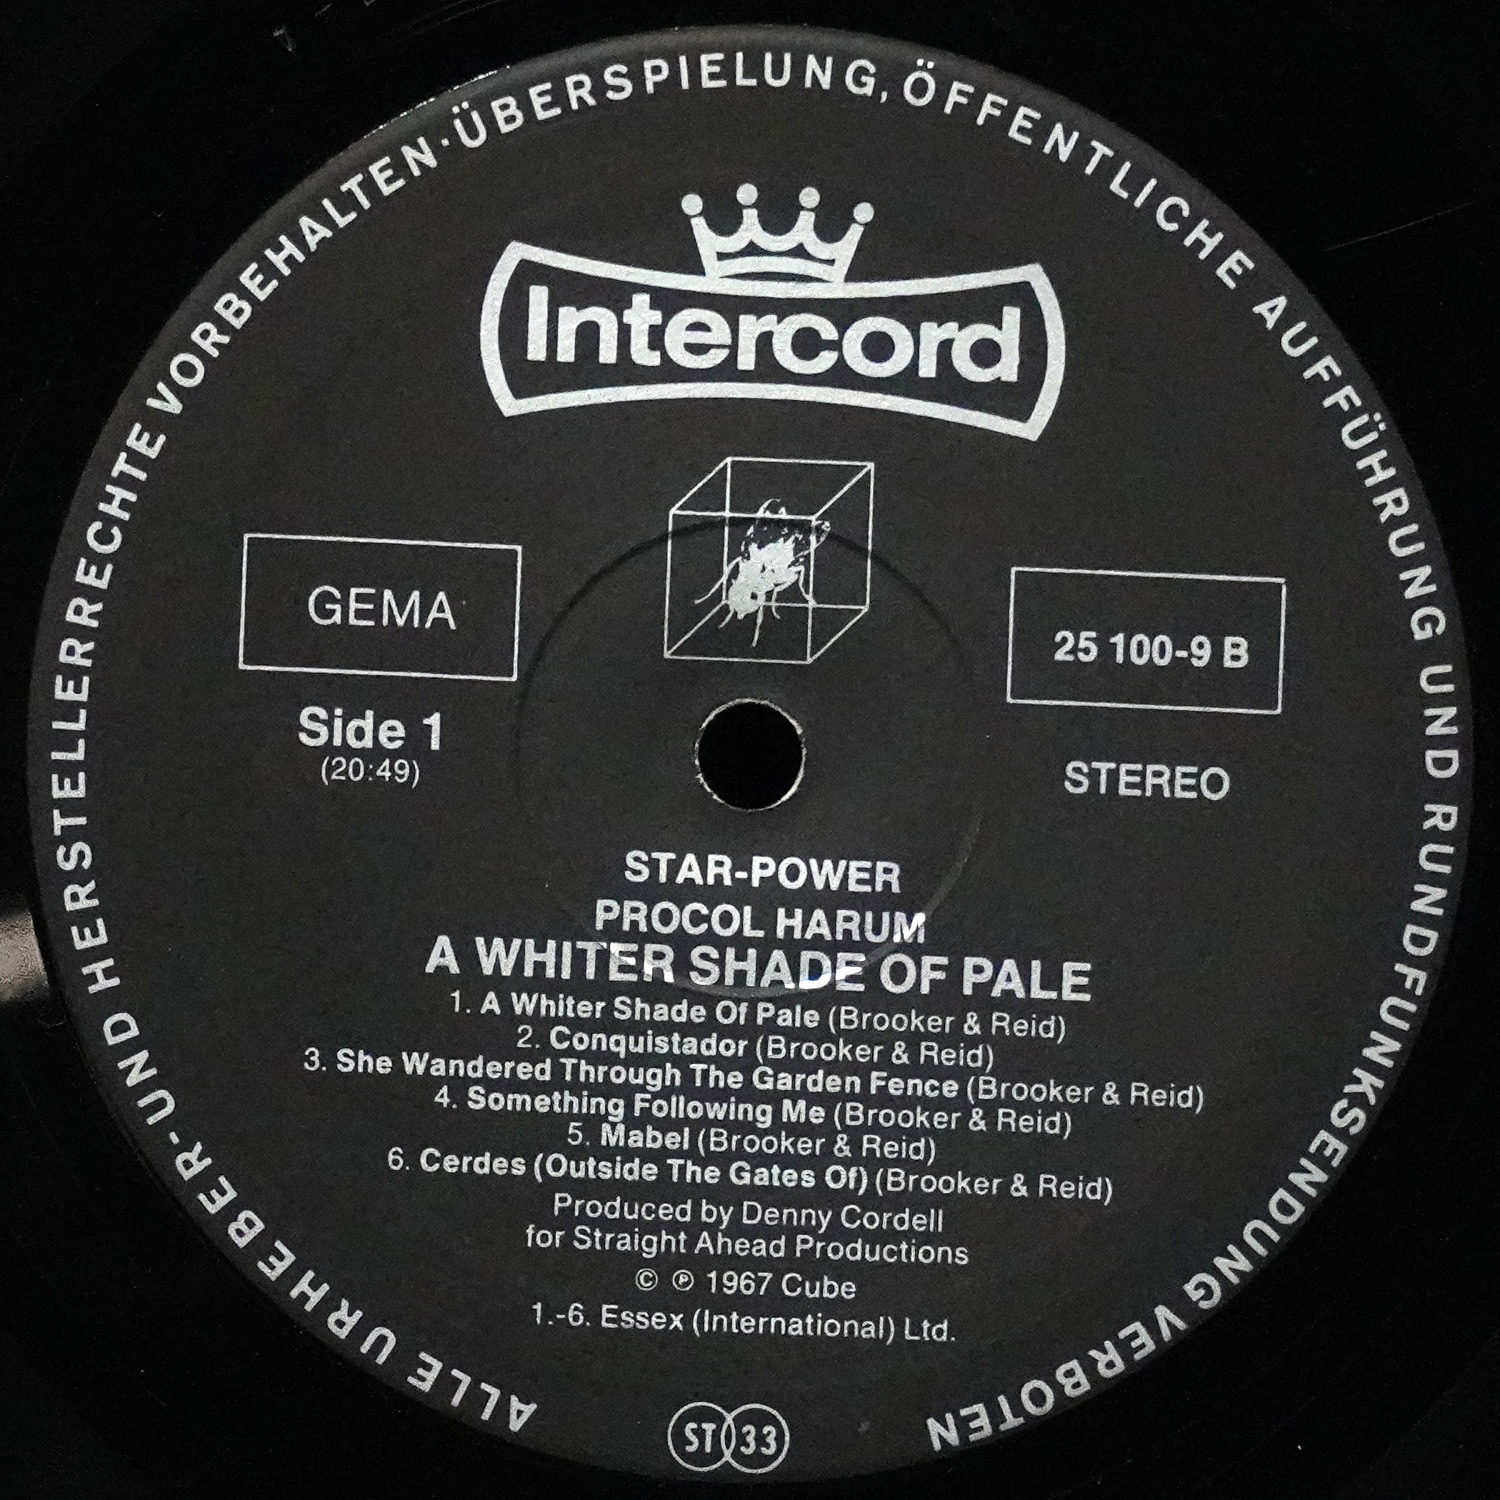 ALLE URHEBER- UND HERSTELLERRECHTE VORBEHALTEN · ÜBERSPIELUNG, ÖFFENTLICHE AUFFÜHRUNG UND RUNDFUNKSENDUNG VERBOTEN
Intercord
GEMA
25 100-9 B
Side 1
(20:49)
STEREO
STAR-POWER
PROCOL HARUM
A WHITER SHADE OF PALE
1. A Whiter Shade Of Pale (Brooker & Reid)
2. Conquistador (Brooker & Reid)
3. She Wandered Through The Garden Fence (Brooker & Reid)
4. Something Following Me (Brooker & Reid)
5. Mabel (Brooker & Reid)
6. Cerdes (Outside The Gates Of) (Brooker & Reid)
Produced by Denny Cordell
for Straight Ahead Productions
© ℗ 1967 Cube
1.-6. Essex (International) Ltd.
ST 33